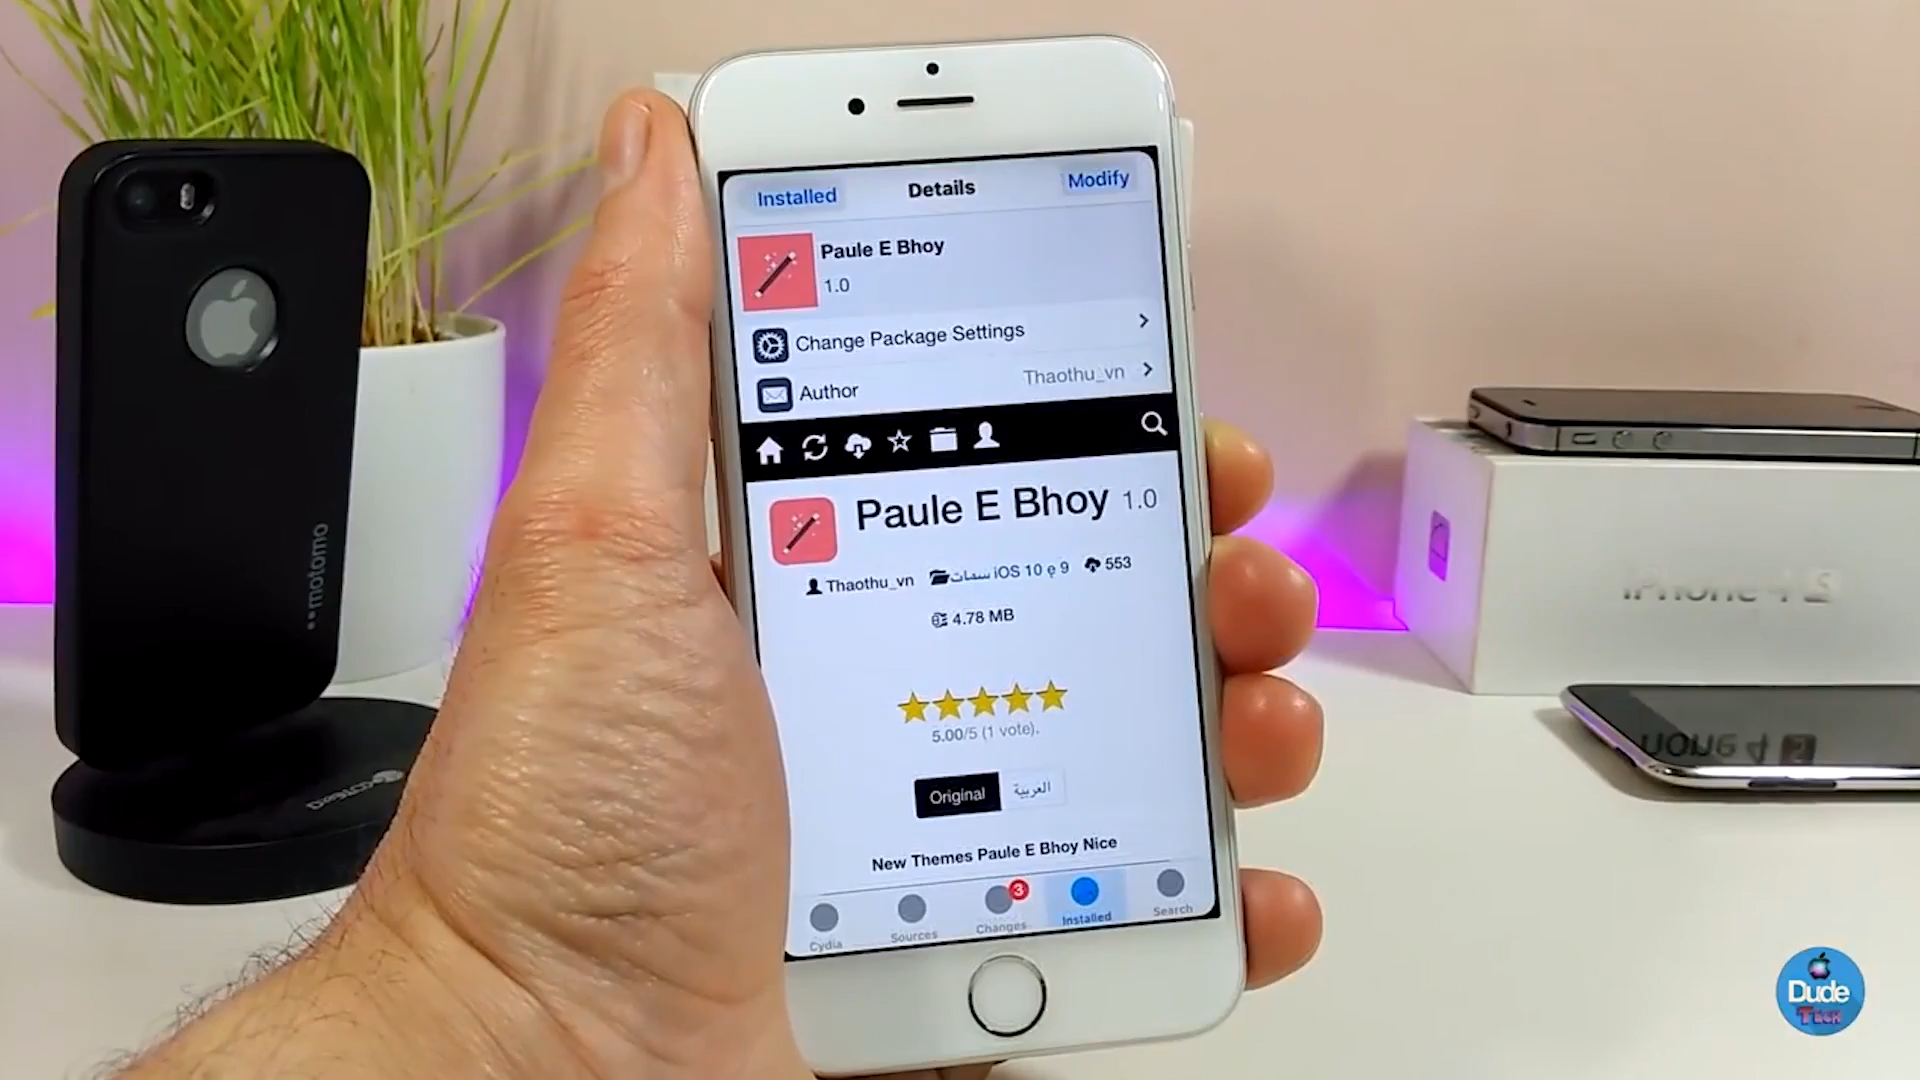 Installed Details Modify
Paule E Bhoy
1.0
Change Package Settings
Author Thaothu_vn
Paule E Bhoy 1.0
Thaothu_vn سمات iOS 10 و 9 553
4.78 MB
5.00/5 (1 vote).
Original العربية
New Themes Paule E Bhoy Nice
Cydia Sources Changes 3 Installed Search
motomo
iPhone 4S
Dude
Tech